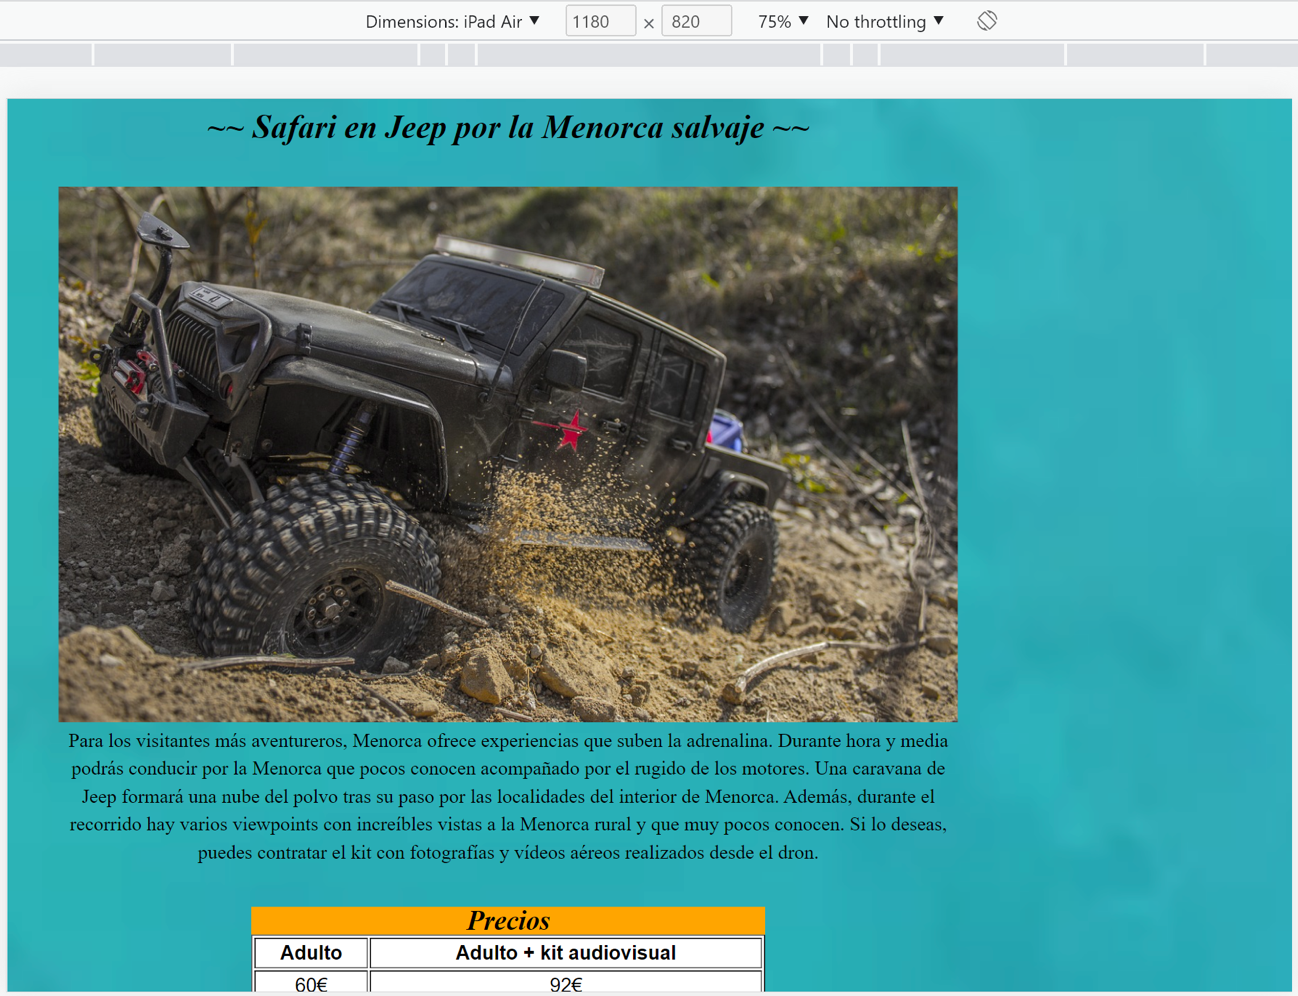 Dimensions: iPad Air ▼ 1180 × 820 75% ▼ No throttling ▼
~~ Safari en Jeep por la Menorca salvaje ~~
Para los visitantes más aventureros, Menorca ofrece experiencias que suben la adrenalina. Durante hora y media
podrás conducir por la Menorca que pocos conocen acompañado por el rugido de los motores. Una caravana de
Jeep formará una nube del polvo tras su paso por las localidades del interior de Menorca. Además, durante el
recorrido hay varios viewpoints con increíbles vistas a la Menorca rural y que muy pocos conocen. Si lo deseas,
puedes contratar el kit con fotografías y vídeos aéreos realizados desde el dron.
Precios
Adulto Adulto + kit audiovisual
60€ 92€